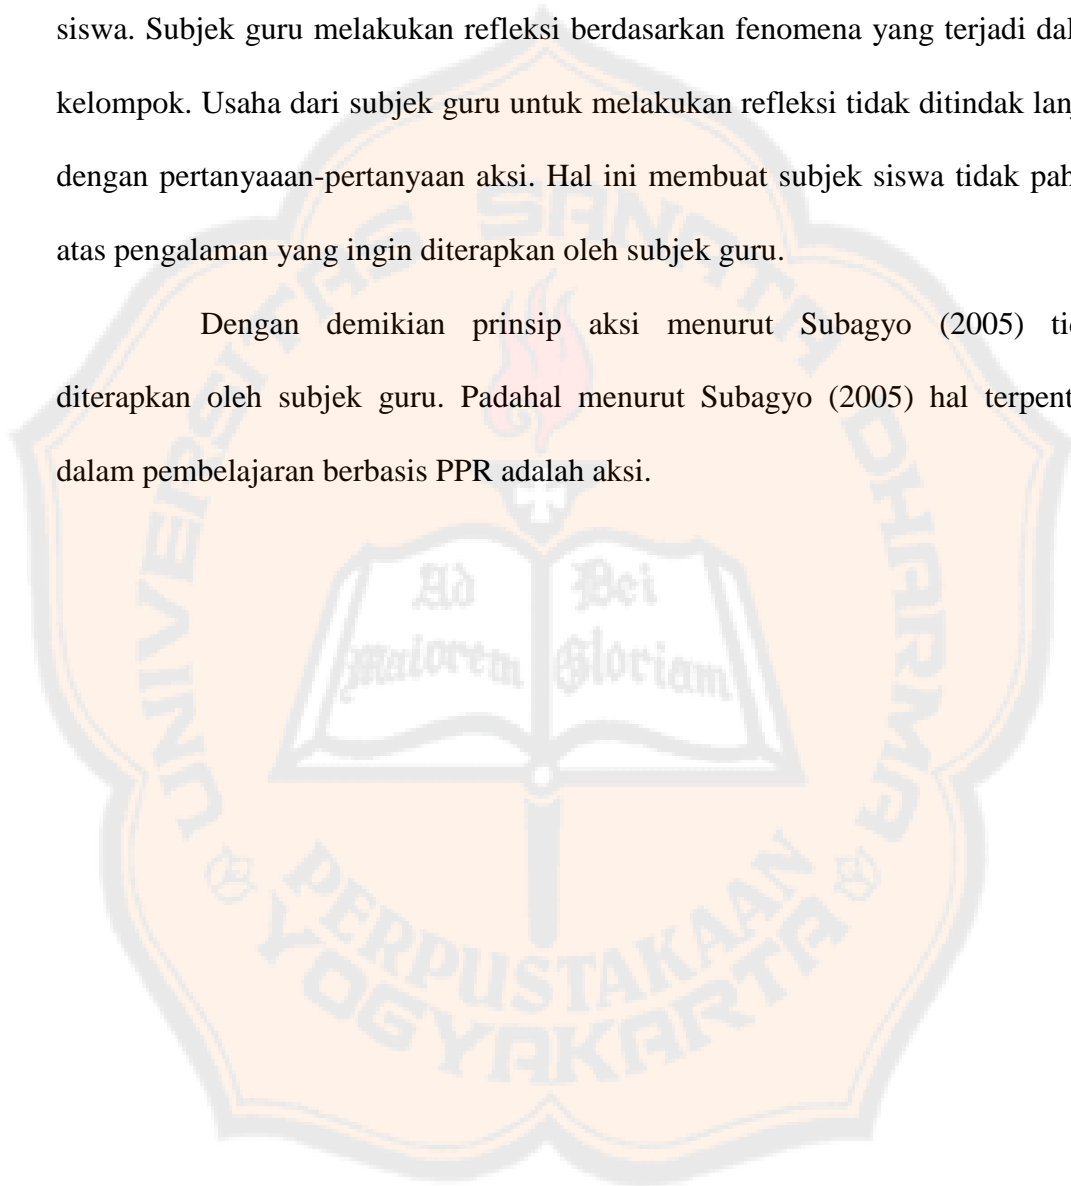 siswa. Subjek guru melakukan refleksi berdasarkan fenomena yang terjadi dal
kelompok. Usaha dari subjek guru untuk melakukan refleksi tidak ditindak lan
dengan pertanyaaan-pertanyaan aksi. Hal ini membuat subjek siswa tidak pah
atas pengalaman yang ingin diterapkan oleh subjek guru.
Dengan demikian prinsip aksi menurut Subagyo (2005) tid
diterapkan oleh subjek guru. Padahal menurut Subagyo (2005) hal terpent
dalam pembelajaran berbasis PPR adalah aksi.
UNIVERSITAS SANATA DHARMA
Ad Dei
Maiorem Gloriam
PERPUSTAKAAN
YOGYAKARTA